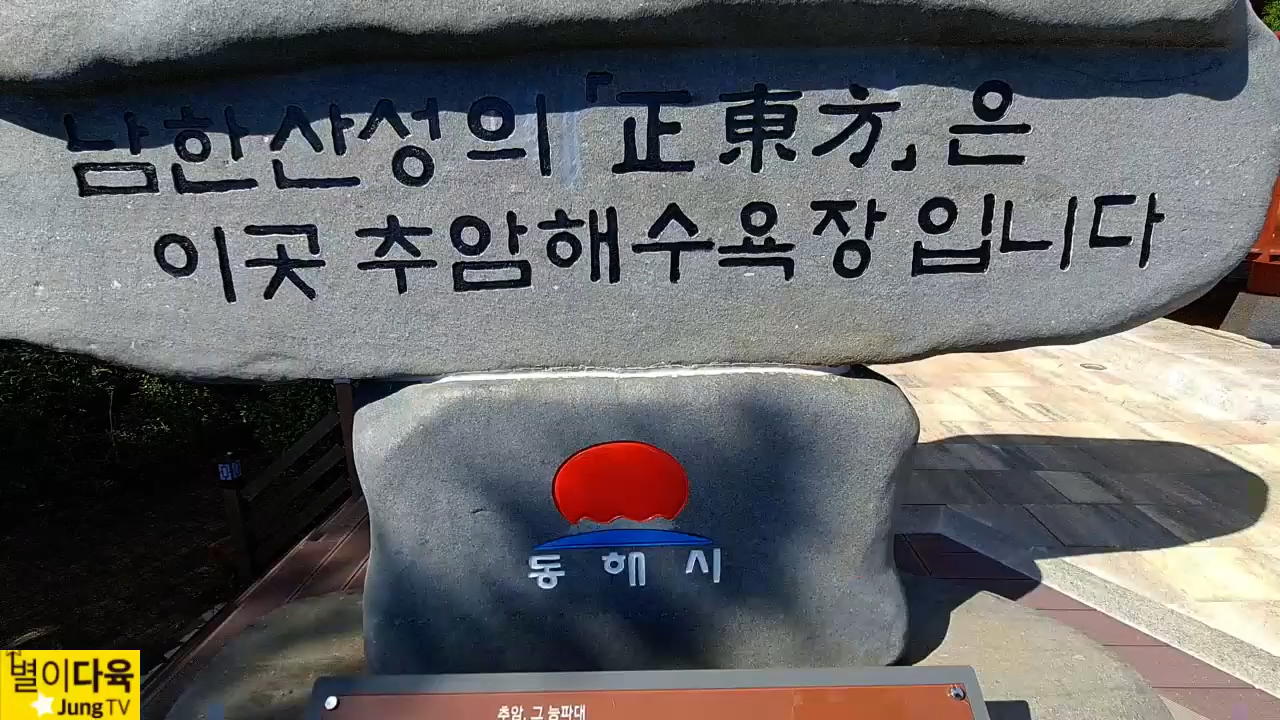 남한산성의 「正東方」은
이곳 추암해수욕장 입니다
동해시
추암, 그 능파대
별이다육
Jung TV